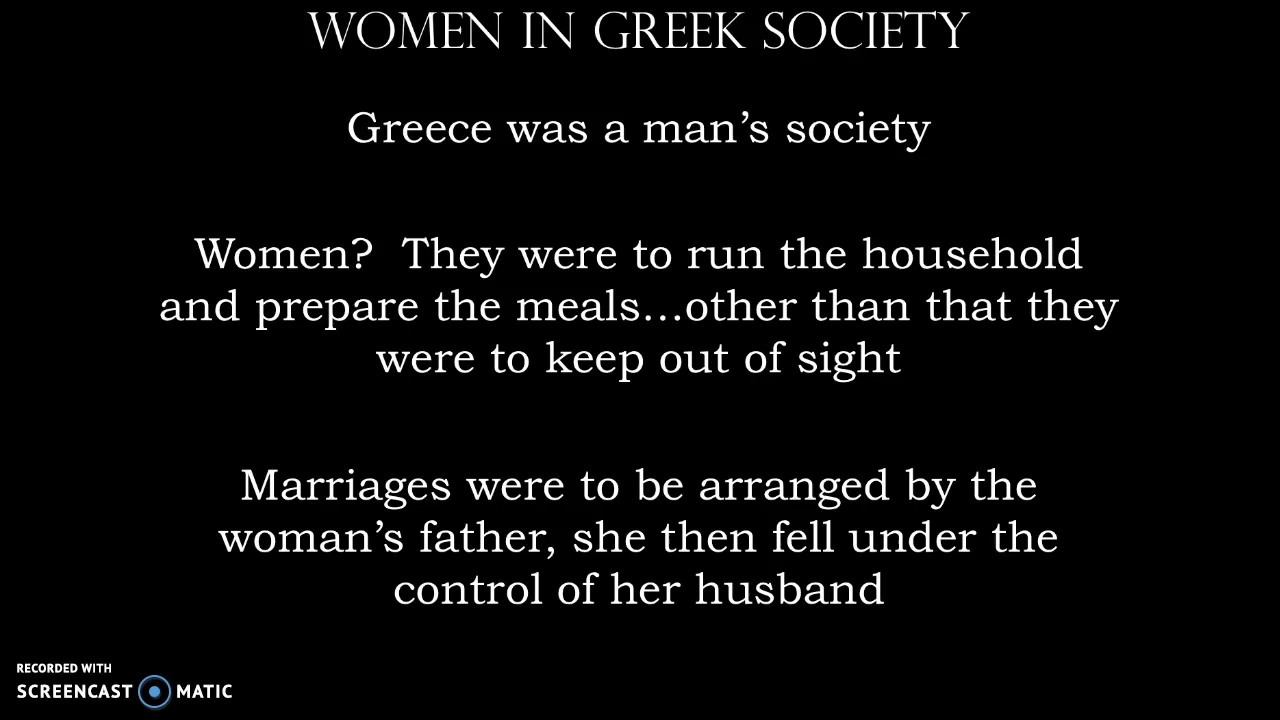 WOMEN IN GREEK SOCIETY
Greece was a man’s society
Women?  They were to run the household
and prepare the meals…other than that they
were to keep out of sight
Marriages were to be arranged by the
woman’s father, she then fell under the
control of her husband
RECORDED WITH
SCREENCAST MATIC